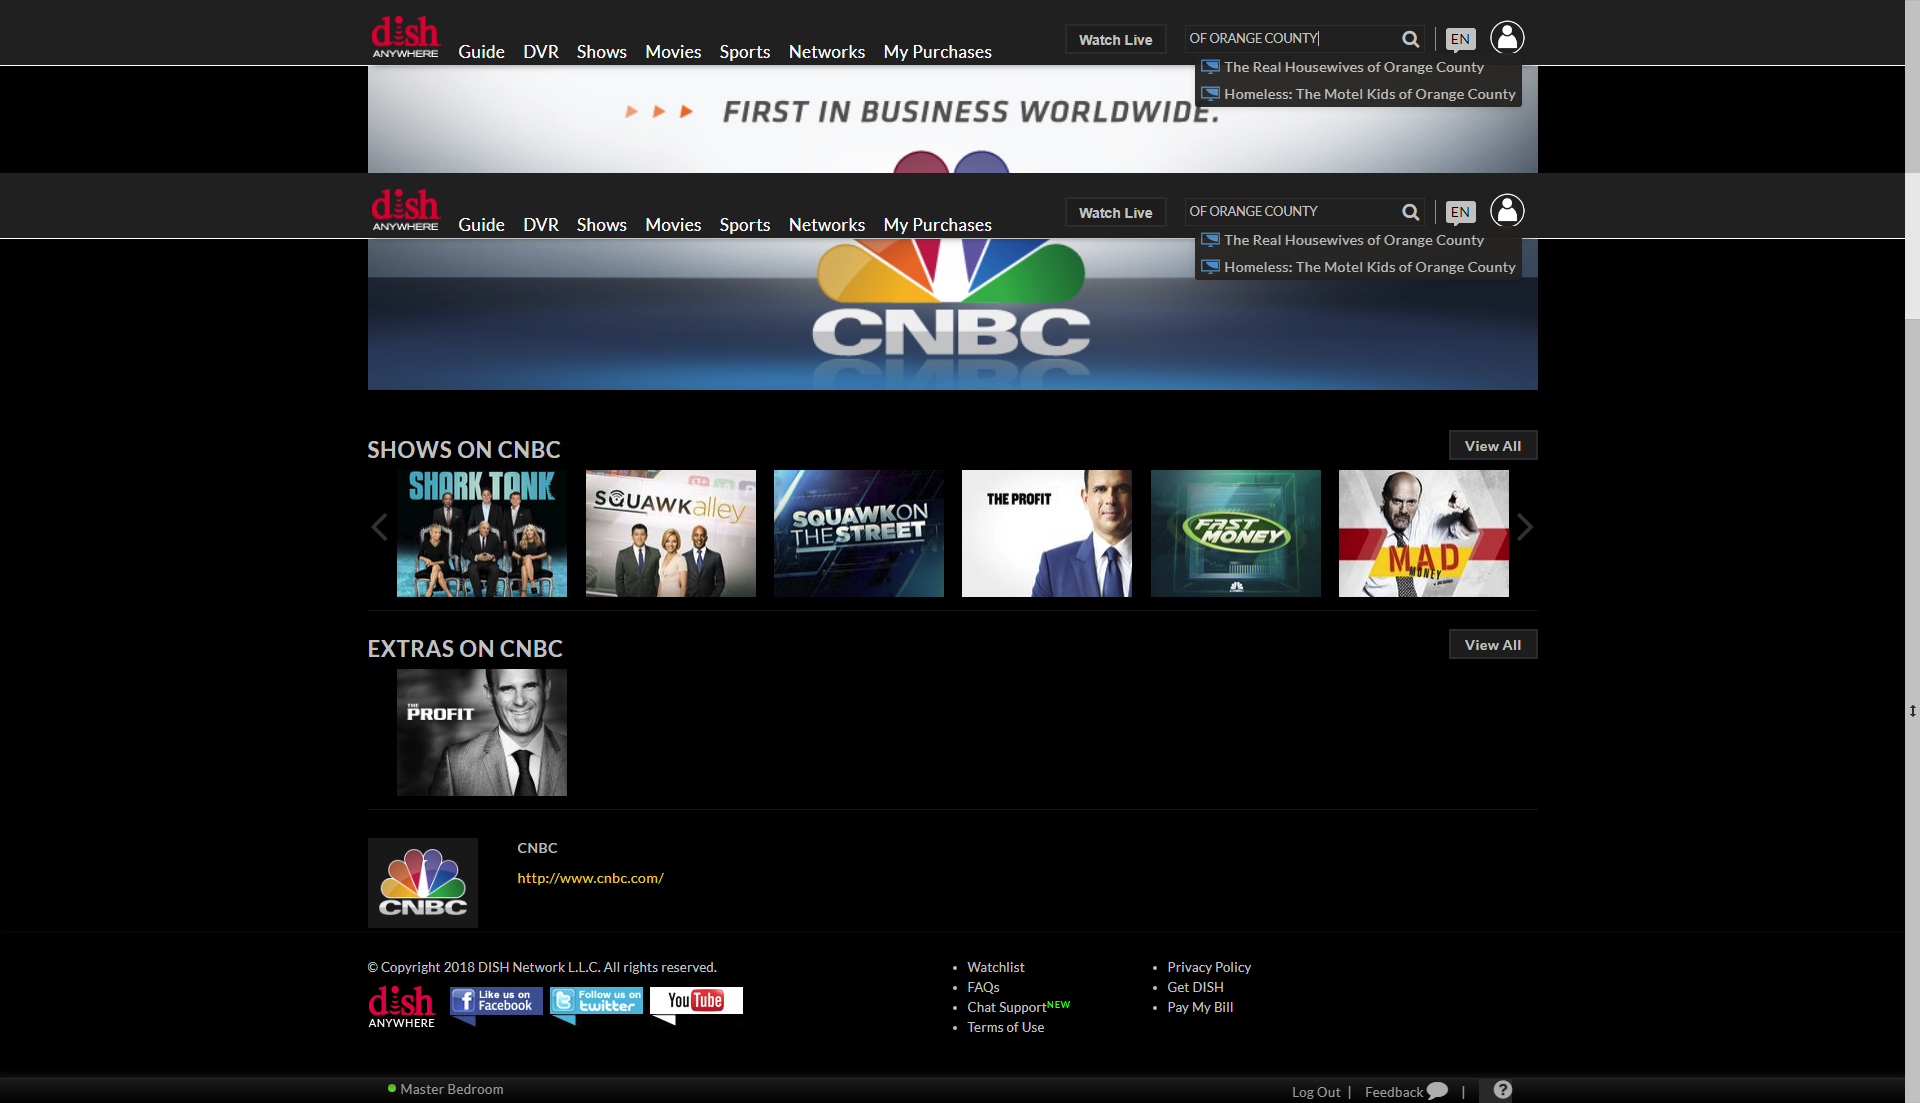 dish
ANYWHERE
Guide DVR Shows Movies Sports Networks My Purchases
Watch Live
OF ORANGE COUNTY
EN
The Real Housewives of Orange County
Homeless: The Motel Kids of Orange County
FIRST IN BUSINESS WORLDWIDE.
dish
ANYWHERE
Guide DVR Shows Movies Sports Networks My Purchases
Watch Live
OF ORANGE COUNTY
EN
The Real Housewives of Orange County
Homeless: The Motel Kids of Orange County
CNBC
SHOWS ON CNBC
View All
SHARK TANK
SQUAWK alley
SQUAWK ON
THE STREET
THE PROFIT
FAST
MONEY
MAD
MONEY
EXTRAS ON CNBC
View All
THE
PROFIT
CNBC
CNBC
http://www.cnbc.com/
© Copyright 2018 DISH Network L.L.C. All rights reserved.
dish
ANYWHERE
Like us on
Facebook
Follow us on
twitter
YouTube
Watchlist
FAQs
Chat Support NEW
Terms of Use
Privacy Policy
Get DISH
Pay My Bill
Master Bedroom
Log Out | Feedback | ?